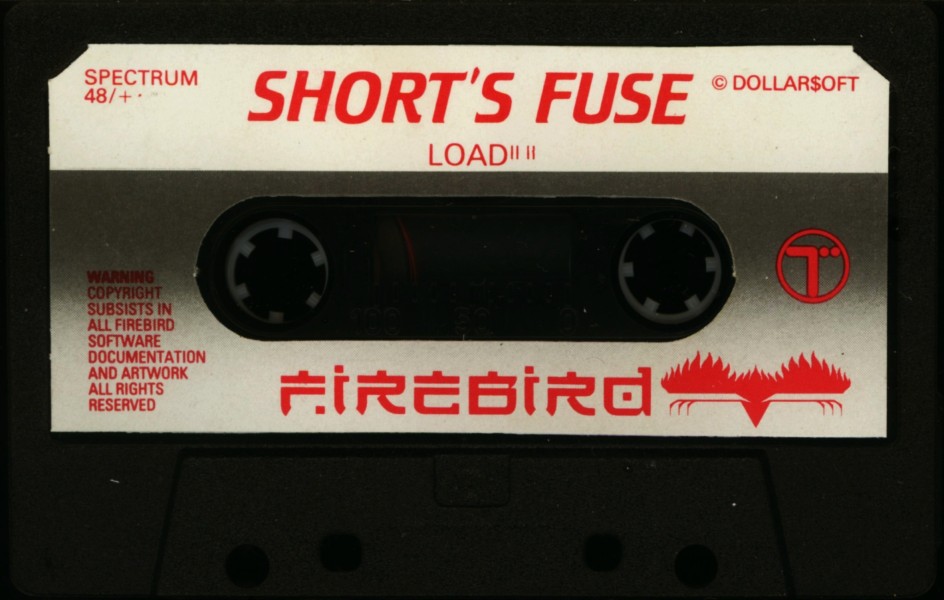 SPECTRUM
48/+
SHORT'S FUSE
© DOLLAR$OFT
LOAD" "
WARNING
COPYRIGHT
SUBSISTS IN
ALL FIREBIRD
SOFTWARE
DOCUMENTATION
AND ARTWORK
ALL RIGHTS
RESERVED
T
FIREBIRD